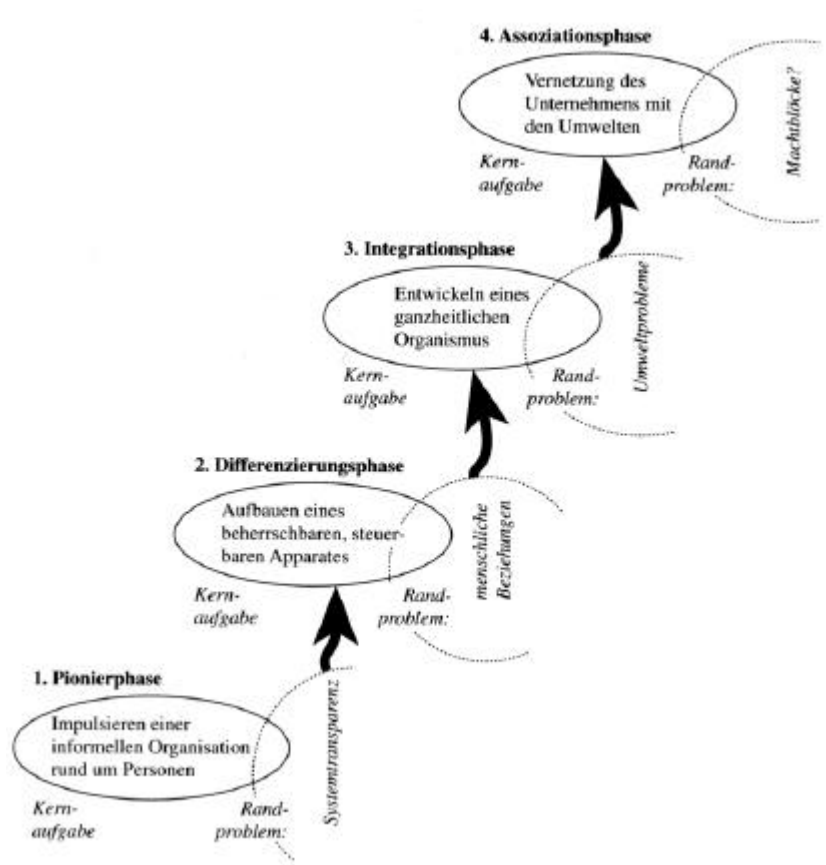 4. Assoziationsphase
Vernetzung des
Unternehmens mit
den Umwelten
Kern-
aufgabe
Rand-
problem:
Machtblöcke?
3. Integrationsphase
Entwickeln eines
ganzheitlichen
Organismus
Kern-
aufgabe
Rand-
problem:
Umweltprobleme
2. Differenzierungsphase
Aufbauen eines
beherrschbaren, steuer-
baren Apparates
Kern-
aufgabe
Rand-
problem:
menschliche
Beziehungen
1. Pionierphase
Impulsieren einer
informellen Organisation
rund um Personen
Kern-
aufgabe
Rand-
problem:
Systemtransparenz